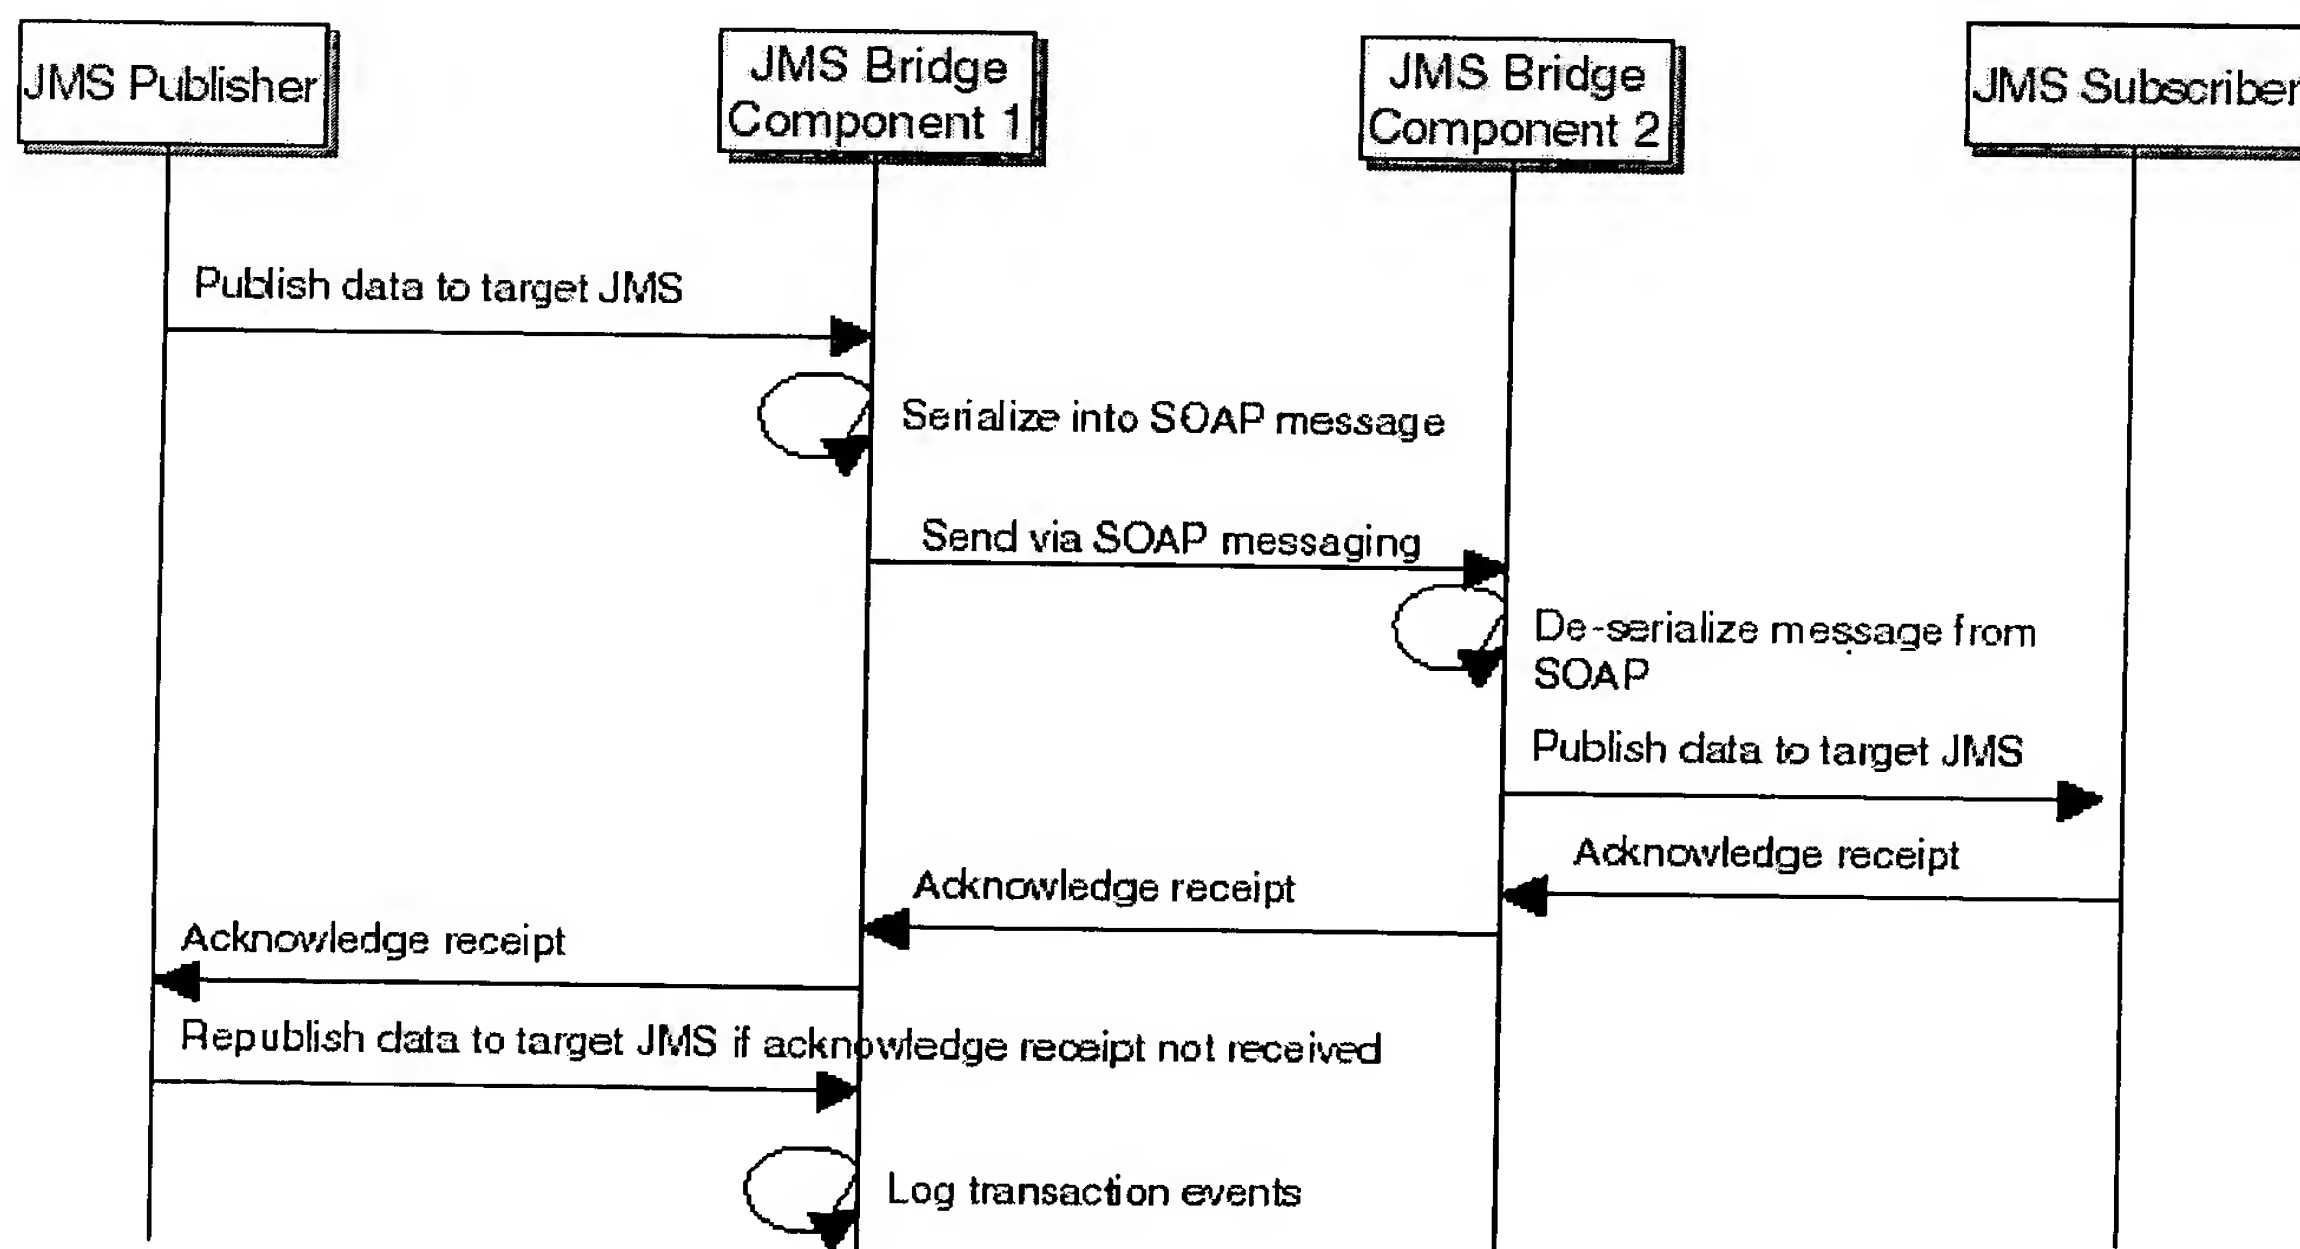 JMS Publisher
JMS Bridge
Component 1
JMS Bridge
Component 2
JMS Subscriber
Publish data to target JMS
Serialize into SOAP message
Send via SOAP messaging
De-serialize message from
SOAP
Publish data to target JMS
Acknowledge receipt
Acknowledge receipt
Acknowledge receipt
Republish data to target JMS if acknowledge receipt not received
Log transaction events